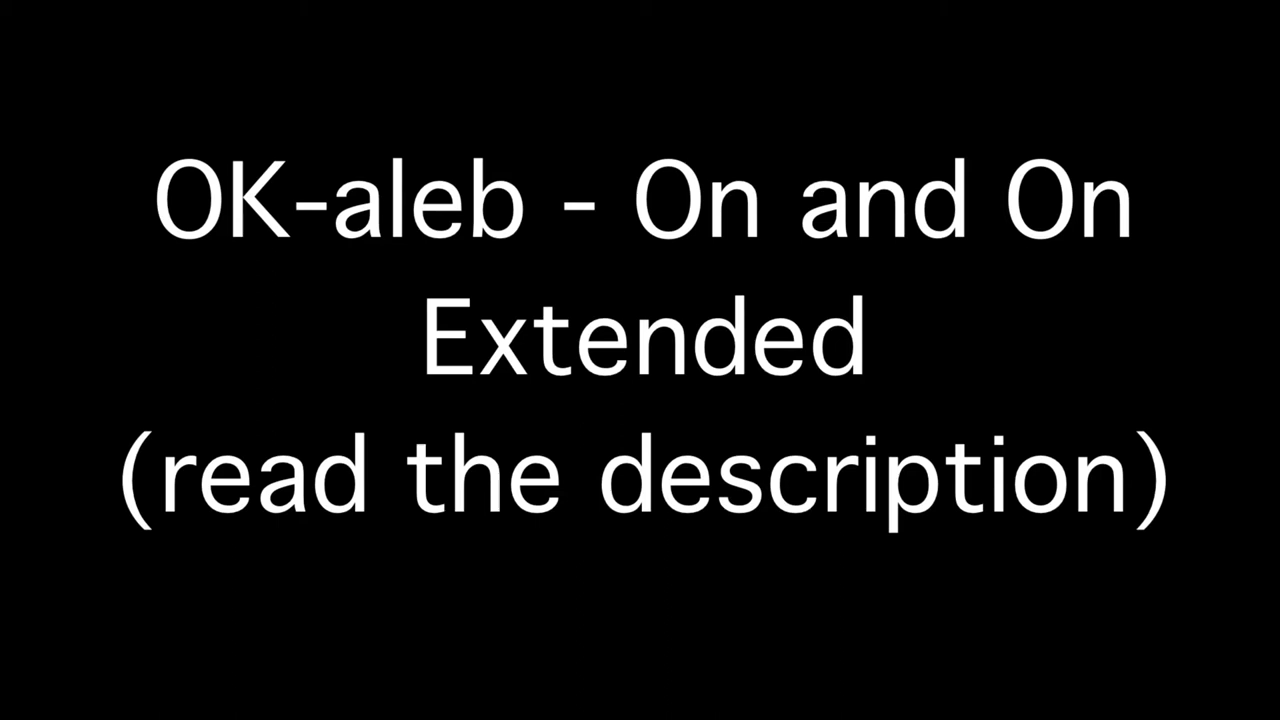 OK-aleb - On and On
Extended
(read the description)